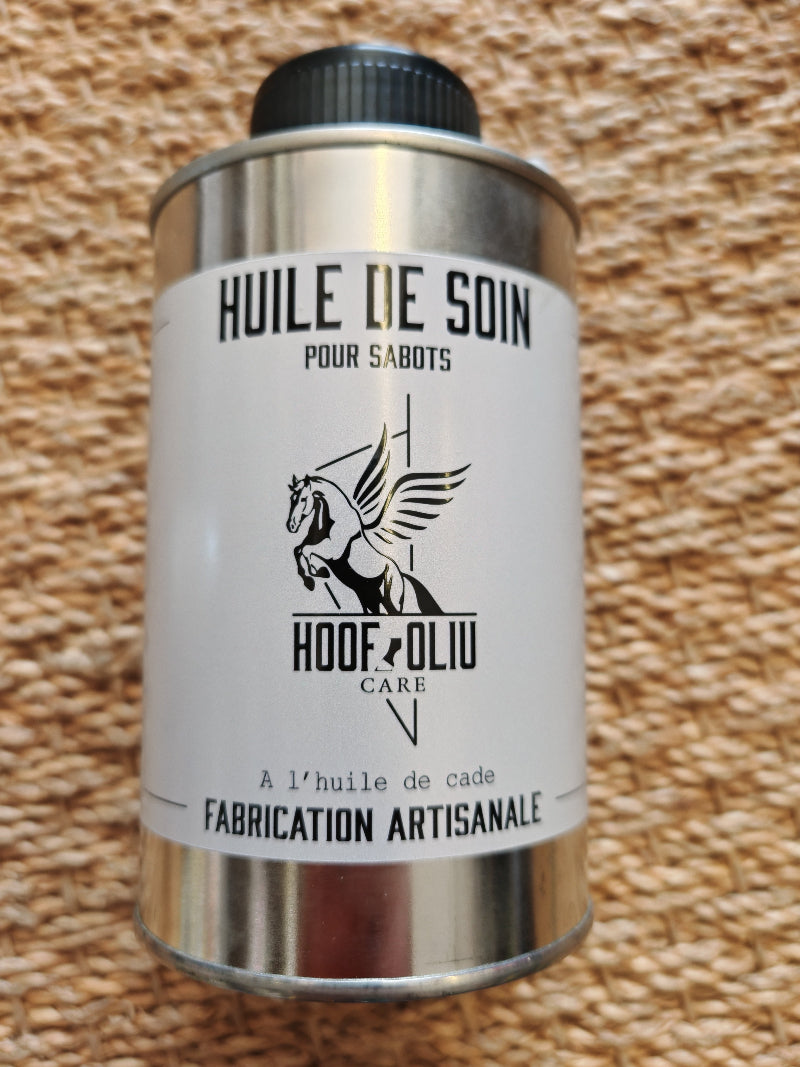 HUILE DE SOIN
POUR SABOTS
HOOF OLIU
CARE
A l'huile de cade
FABRICATION ARTISANALE